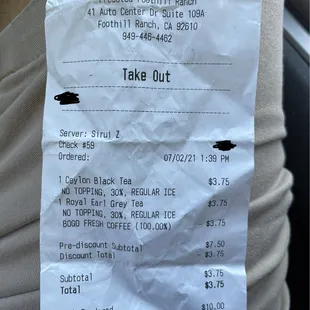 Foothill Ranch
41 Auto Center Dr Suite 109A
Foothill Ranch, CA 92610
949-446-4462
Take Out
Server: Sirui Z
Check #59
Ordered: 07/02/21 1:39 PM
1 Ceylon Black Tea $3.75
NO TOPPING, 30%, REGULAR ICE
1 Royal Earl Grey Tea $3.75
NO TOPPING, 30%, REGULAR ICE
BOGO FRESH COFFEE (100.00%) - $3.75
Pre-discount Subtotal $7.50
Discount Total - $3.75
Subtotal $3.75
Total $3.75
$10.00